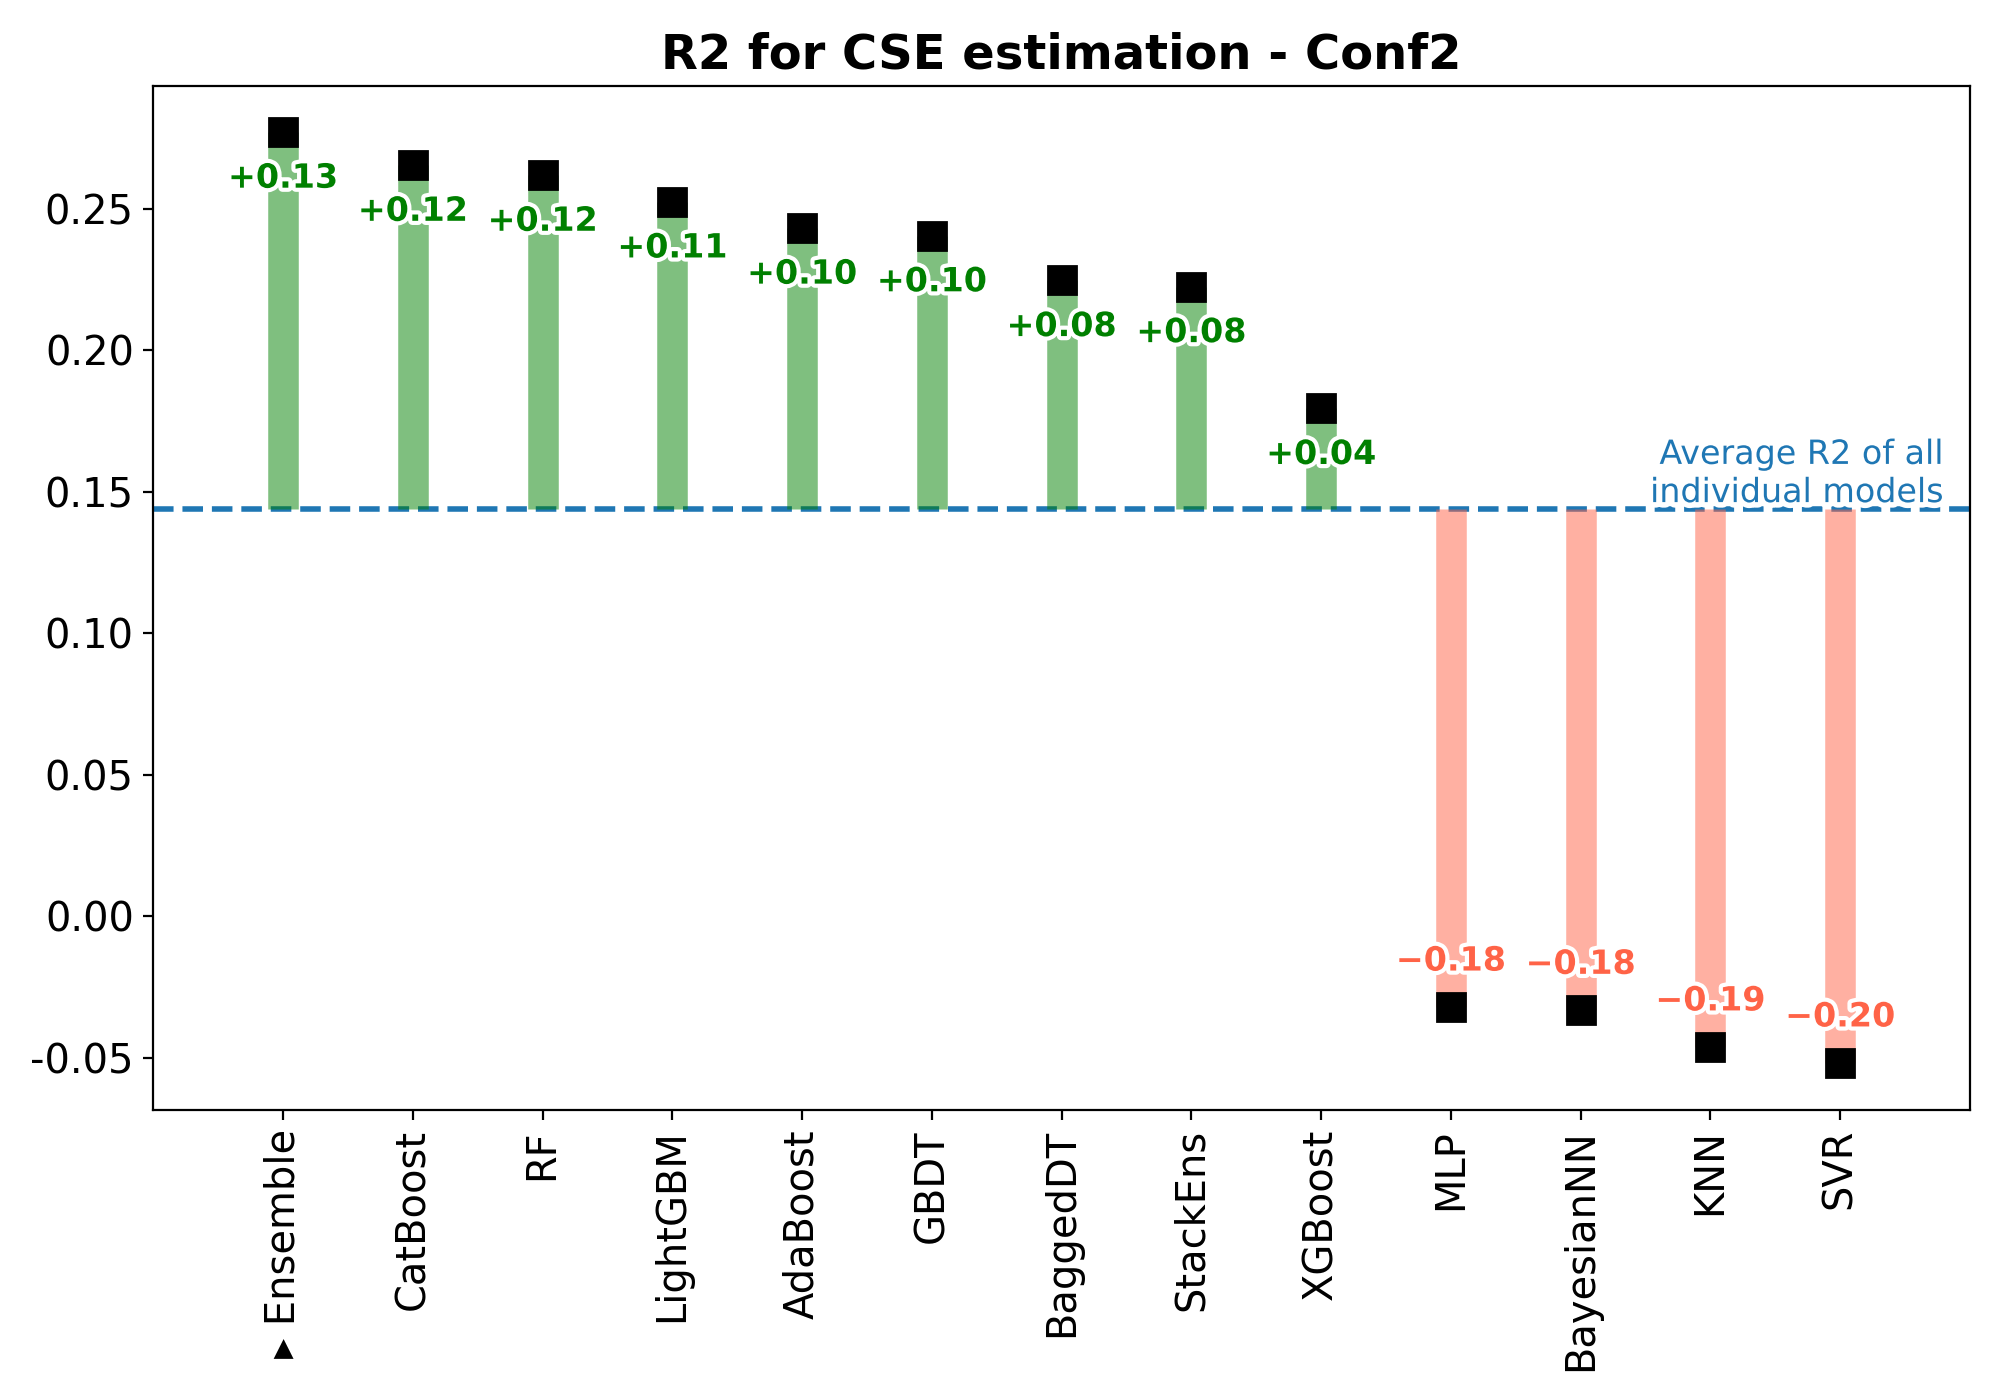 R2 for CSE estimation - Conf2
0.25
0.20
0.15
0.10
0.05
0.00
-0.05
+0.13
+0.12
+0.12
+0.11
+0.10
+0.10
+0.08
+0.08
+0.04
−0.18
−0.18
−0.19
−0.20
Average R2 of all
individual models
► Ensemble
CatBoost
RF
LightGBM
AdaBoost
GBDT
BaggedDT
StackEns
XGBoost
MLP
BayesianNN
KNN
SVR